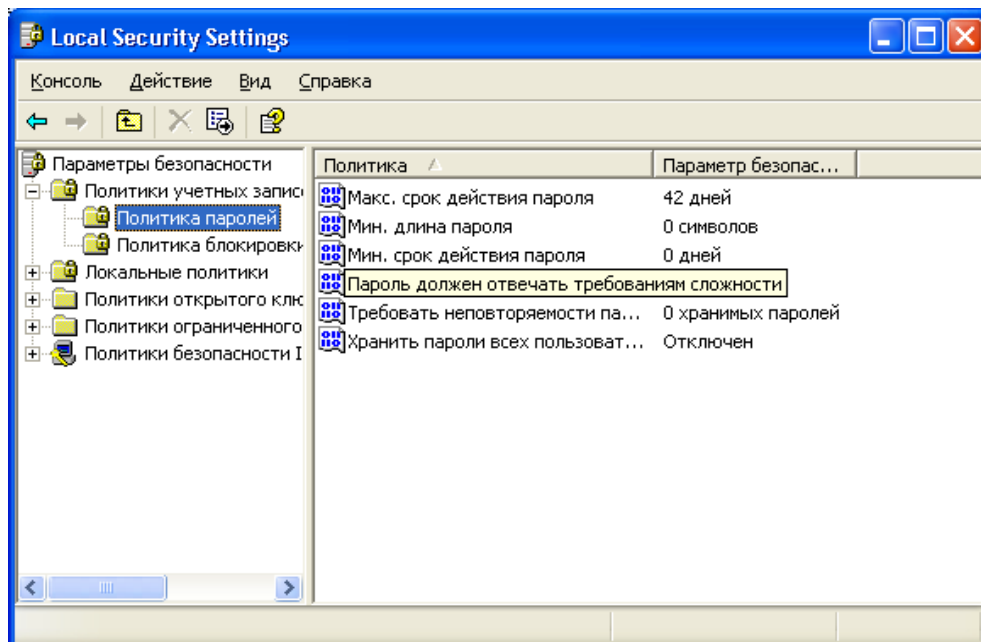 Local Security Settings
Консоль Действие Вид Справка
Параметры безопасности
Политики учетных записе
Политика паролей
Политика блокировки
Локальные политики
Политики открытого клю
Политики ограниченного
Политики безопасности I
Политика Параметр безопас...
Макс. срок действия пароля 42 дней
Мин. длина пароля 0 символов
Мин. срок действия пароля 0 дней
Пароль должен отвечать требованиям сложности
Требовать неповторяемости па... 0 хранимых паролей
Хранить пароли всех пользоват... Отключен